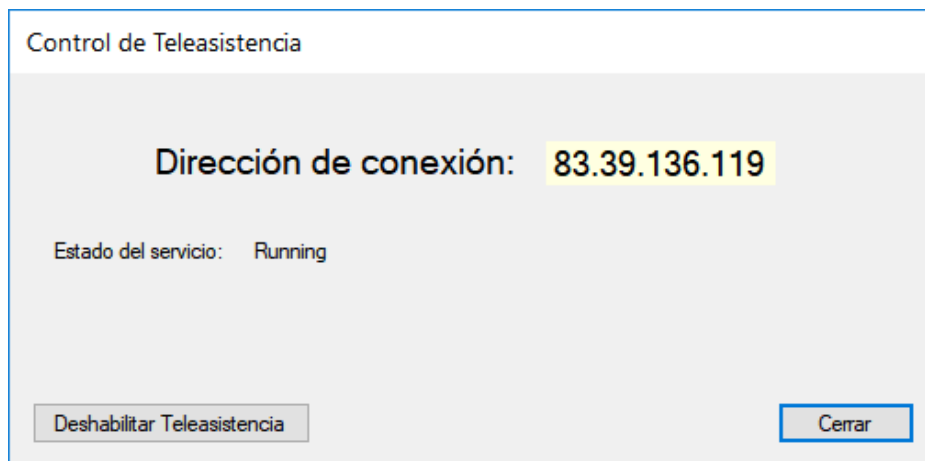 Control de Teleasistencia
Dirección de conexión: 83.39.136.119
Estado del servicio: Running
Deshabilitar Teleasistencia Cerrar